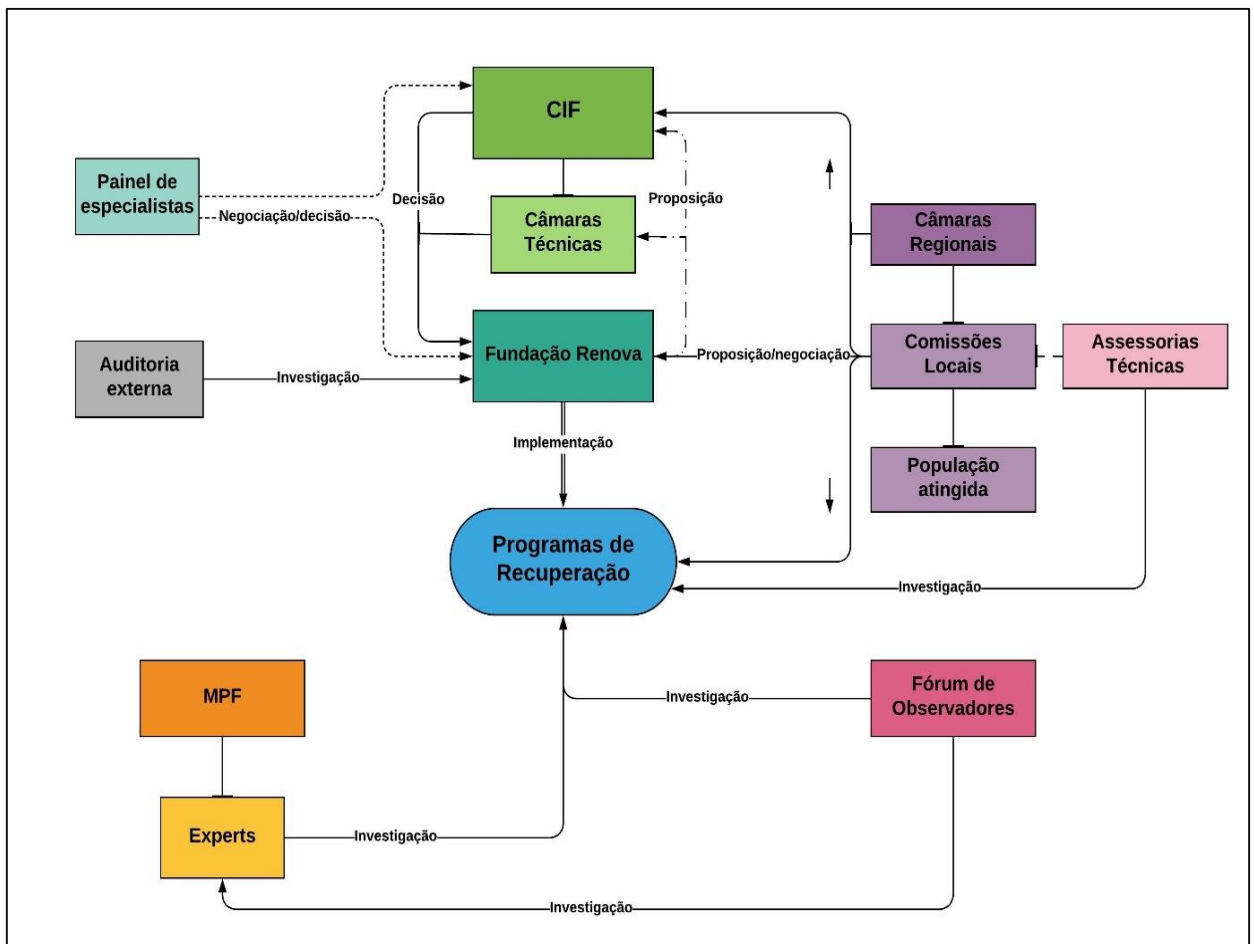 CIF
Painel de
especialistas
Decisão
Câmaras
Técnicas
Proposição
Negociação/decisão
Câmaras
Regionais
Auditoria
externa
Investigação
Fundação Renova
Proposição/negociação
Comissões
Locais
Assessorias
Técnicas
Implementação
População
atingida
Programas de
Recuperação
Investigação
MPF
Investigação
Fórum de
Observadores
Experts
Investigação
Investigação